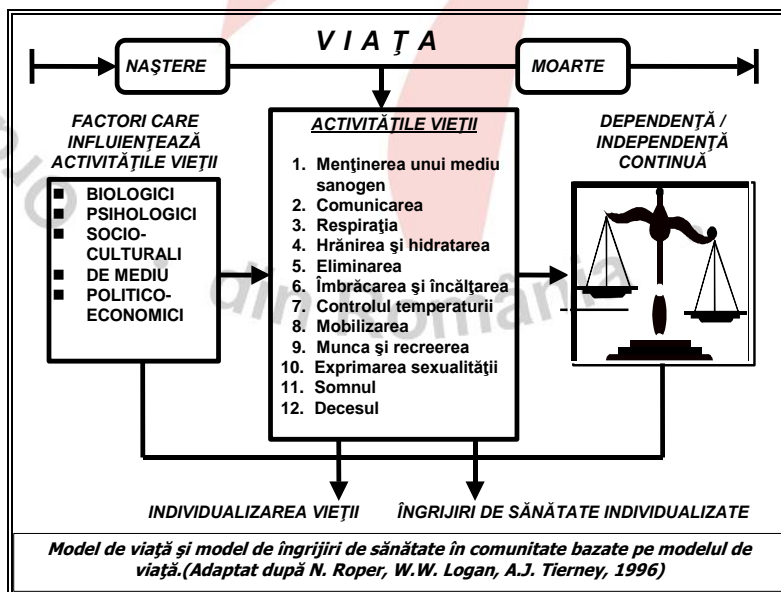 V I A Ţ A
NAŞTERE
MOARTE
FACTORI CARE
INFLUIENŢEAZĂ
ACTIVITĂŢILE VIEŢII
BIOLOGICI
PSIHOLOGICI
SOCIO-
CULTURALI
DE MEDIU
POLITICO-
ECONOMICI
ACTIVITĂŢILE VIEŢII
1. Menţinerea unui mediu
sanogen
2. Comunicarea
3. Respiraţia
4. Hrănirea şi hidratarea
5. Eliminarea
6. Îmbrăcarea şi încălţarea
7. Controlul temperaturii
8. Mobilizarea
9. Munca şi recreerea
10. Exprimarea sexualităţii
11. Somnul
12. Decesul
DEPENDENŢĂ /
INDEPENDENŢĂ
CONTINUĂ
din România
INDIVIDUALIZAREA VIEŢII
ÎNGRIJIRI DE SĂNĂTATE INDIVIDUALIZATE
Model de viaţă şi model de îngrijiri de sănătate în comunitate bazate pe modelul de
viaţă.(Adaptat după N. Roper, W.W. Logan, A.J. Tierney, 1996)